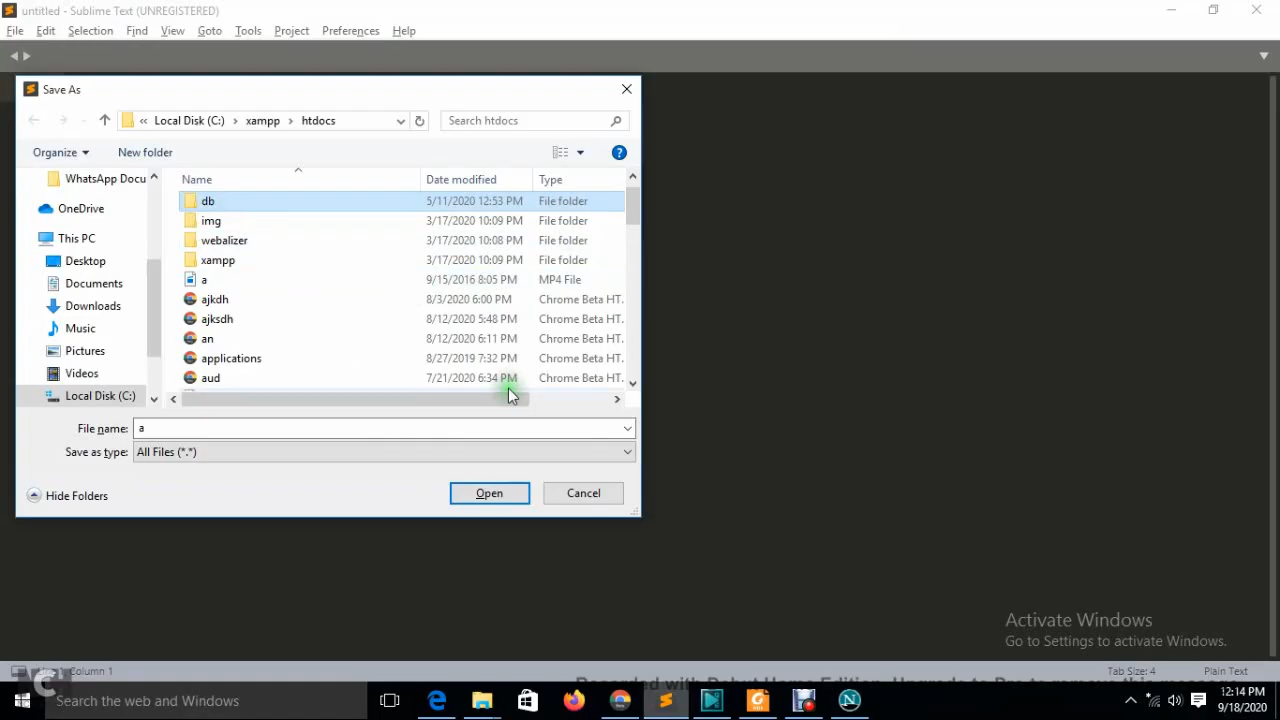 untitled - Sublime Text (UNREGISTERED)
File Edit Selection Find View Goto Tools Project Preferences Help
Save As
« Local Disk (C:) › xampp › htdocs
Search htdocs
Organize New folder
Name Date modified Type
WhatsApp Docu
OneDrive
This PC
Desktop
Documents
Downloads
Music
Pictures
Videos
Local Disk (C:)
db 5/11/2020 12:53 PM File folder
img 3/17/2020 10:09 PM File folder
webalizer 3/17/2020 10:08 PM File folder
xampp 3/17/2020 10:09 PM File folder
a 9/15/2016 8:05 PM MP4 File
ajkdh 8/3/2020 6:00 PM Chrome Beta HT.
ajksdh 8/12/2020 5:48 PM Chrome Beta HT.
an 8/12/2020 6:11 PM Chrome Beta HT.
applications 8/27/2019 7:32 PM Chrome Beta HT.
aud 7/21/2020 6:34 PM Chrome Beta HT.
File name: a
Save as type: All Files (*.*)
Hide Folders Open Cancel
Activate Windows
Go to Settings to activate Windows.
Column 1 Tab Size: 4 Plain Text
Search the web and Windows
12:14 PM
9/18/2020